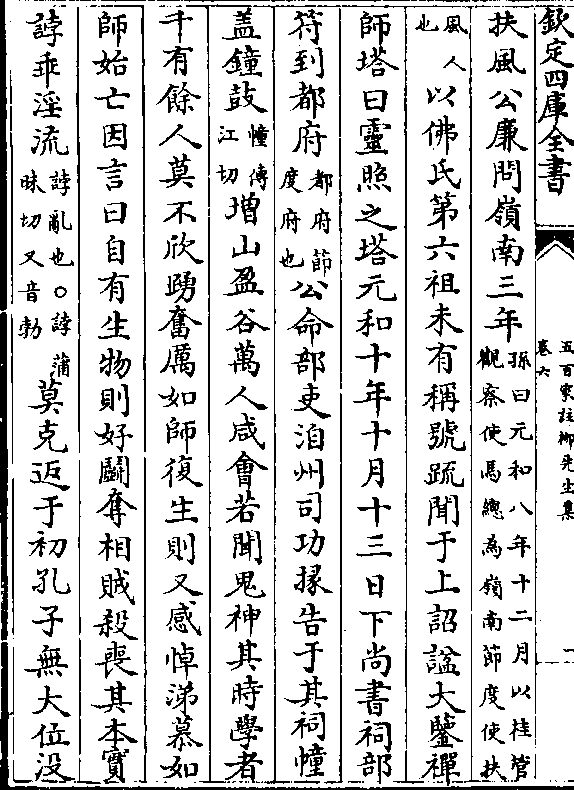 欽定四庫全書
五百家註柳先生集
卷六
一
扶風公廉問嶺南三年孫曰元和八年十二月以桂管觀察使馬總為嶺南節度使扶
風人也以佛氏第六祖未有稱號疏聞于上詔諡大鑒禪
師塔曰靈照之塔元和十年十月十三日下尚書祠部
符到都府都府節度府也公命部吏洎州司功掾告于其祠幢
盖鐘鼓幢傳江切增山盈谷萬人咸會若聞鬼神其時學者
千有餘人莫不欣踴奮厲如師復生則又感悼涕慕如
師始亡因言曰自有生物則好鬭奪相賊殺喪其本實
誖乖淫流誖亂也○誖蒲昧切又音勃莫克返于初孔子無大位没